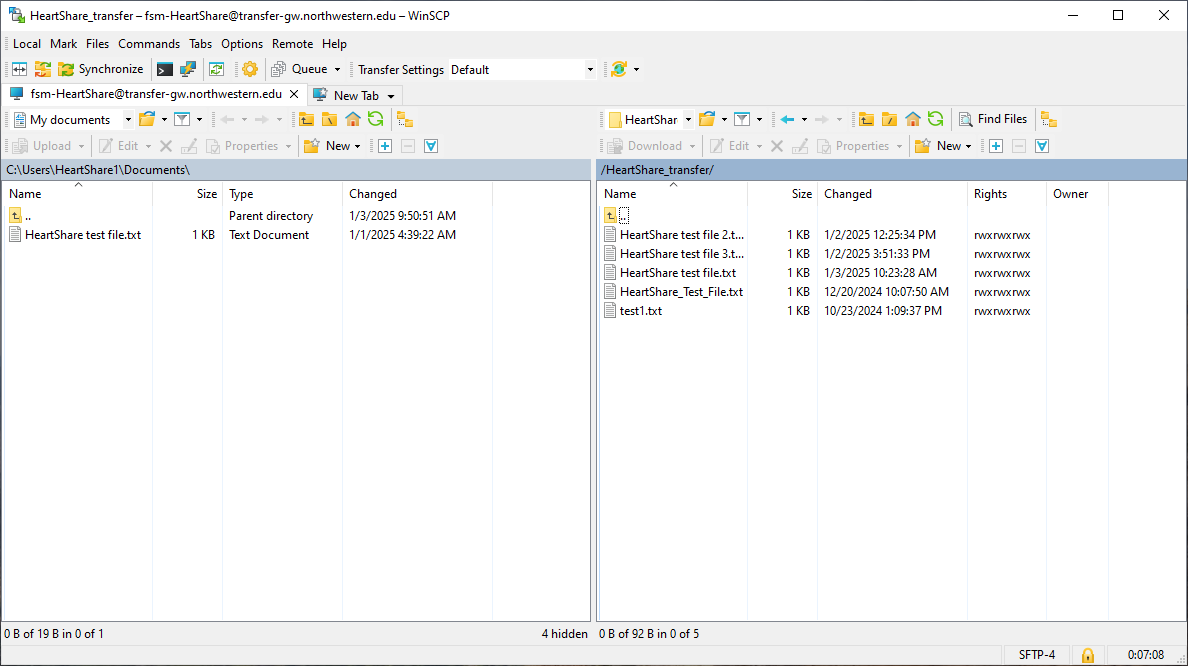 HeartShare_transfer – fsm-HeartShare@transfer-gw.northwestern.edu – WinSCP
Local Mark Files Commands Tabs Options Remote Help
Synchronize Queue Transfer Settings Default
fsm-HeartShare@transfer-gw.northwestern.edu New Tab
My documents HeartShar Find Files
Upload Edit Properties New Download Edit Properties New
C:\Users\HeartShare1\Documents\ /HeartShare_transfer/
Name Size Type Changed Name Size Changed Rights Owner
.. Parent directory 1/3/2025 9:50:51 AM ..
HeartShare test file.txt 1 KB Text Document 1/1/2025 4:39:22 AM HeartShare test file 2.t... 1 KB 1/2/2025 12:25:34 PM rwxrwxrwx
HeartShare test file 3.t... 1 KB 1/2/2025 3:51:33 PM rwxrwxrwx
HeartShare test file.txt 1 KB 1/3/2025 10:23:28 AM rwxrwxrwx
HeartShare_Test_File.txt 1 KB 12/20/2024 10:07:50 AM rwxrwxrwx
test1.txt 1 KB 10/23/2024 1:09:37 PM rwxrwxrwx
0 B of 19 B in 0 of 1 4 hidden 0 B of 92 B in 0 of 5
SFTP-4 0:07:08